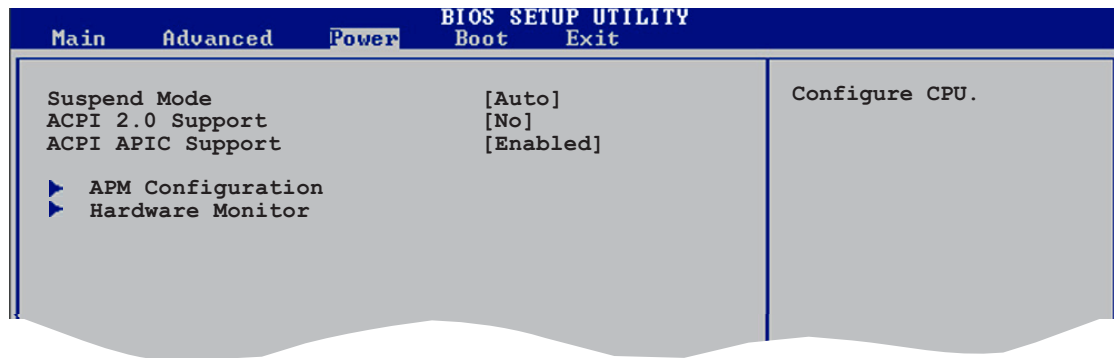 BIOS SETUP UTILITY
Main Advanced Power Boot Exit
Suspend Mode [Auto]
ACPI 2.0 Support [No]
ACPI APIC Support [Enabled]
APM Configuration
Hardware Monitor
Configure CPU.